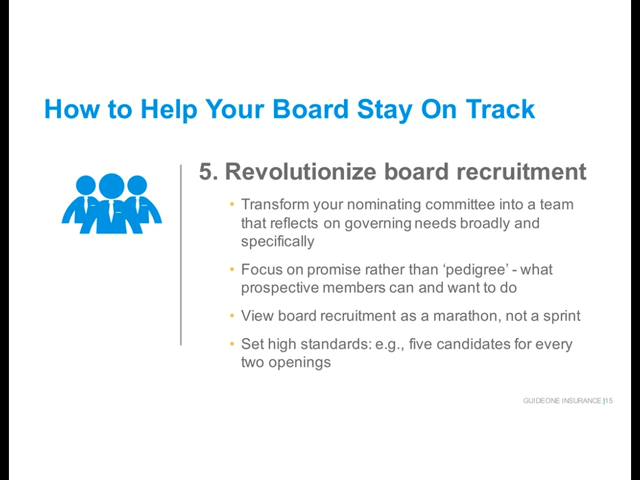 How to Help Your Board Stay On Track
5. Revolutionize board recruitment
• Transform your nominating committee into a team
that reflects on governing needs broadly and
specifically
• Focus on promise rather than ‘pedigree’ - what
prospective members can and want to do
• View board recruitment as a marathon, not a sprint
• Set high standards: e.g., five candidates for every
two openings
GUIDEONE INSURANCE |15